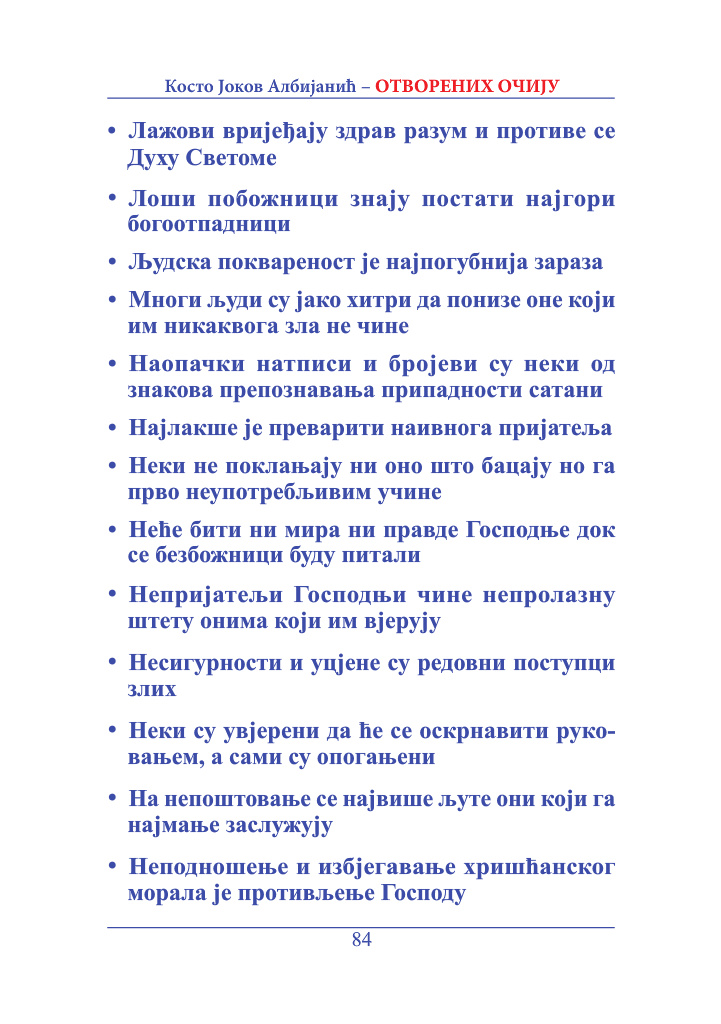 Косто Јоков Албијанић – ОТВОРЕНИХ ОЧИЈУ
• Лажови вријеђају здрав разум и противе се
Духу Светоме
• Лоши побожници знају постати најгори
богоотпадници
• Људска поквареност је најпогубнија зараза
• Многи људи су јако хитри да понизе оне који
им никаквога зла не чине
• Наопачки натписи и бројеви су неки од
знакова препознавања припадности сатани
• Најлакше је преварити наивнога пријатеља
• Неки не поклањају ни оно што бацају но га
прво неупотребљивим учине
• Неће бити ни мира ни правде Господње док
се безбожници буду питали
• Непријатељи Господњи чине непролазну
штету онима који им вјерују
• Несигурности и уцјене су редовни поступци
злих
• Неки су увјерени да ће се оскрнавити руко-
вањем, а сами су опогањени
• На непоштовање се највише љуте они који га
најмање заслужују
• Неподношење и избјегавање хришћанског
морала је противљење Господу
84